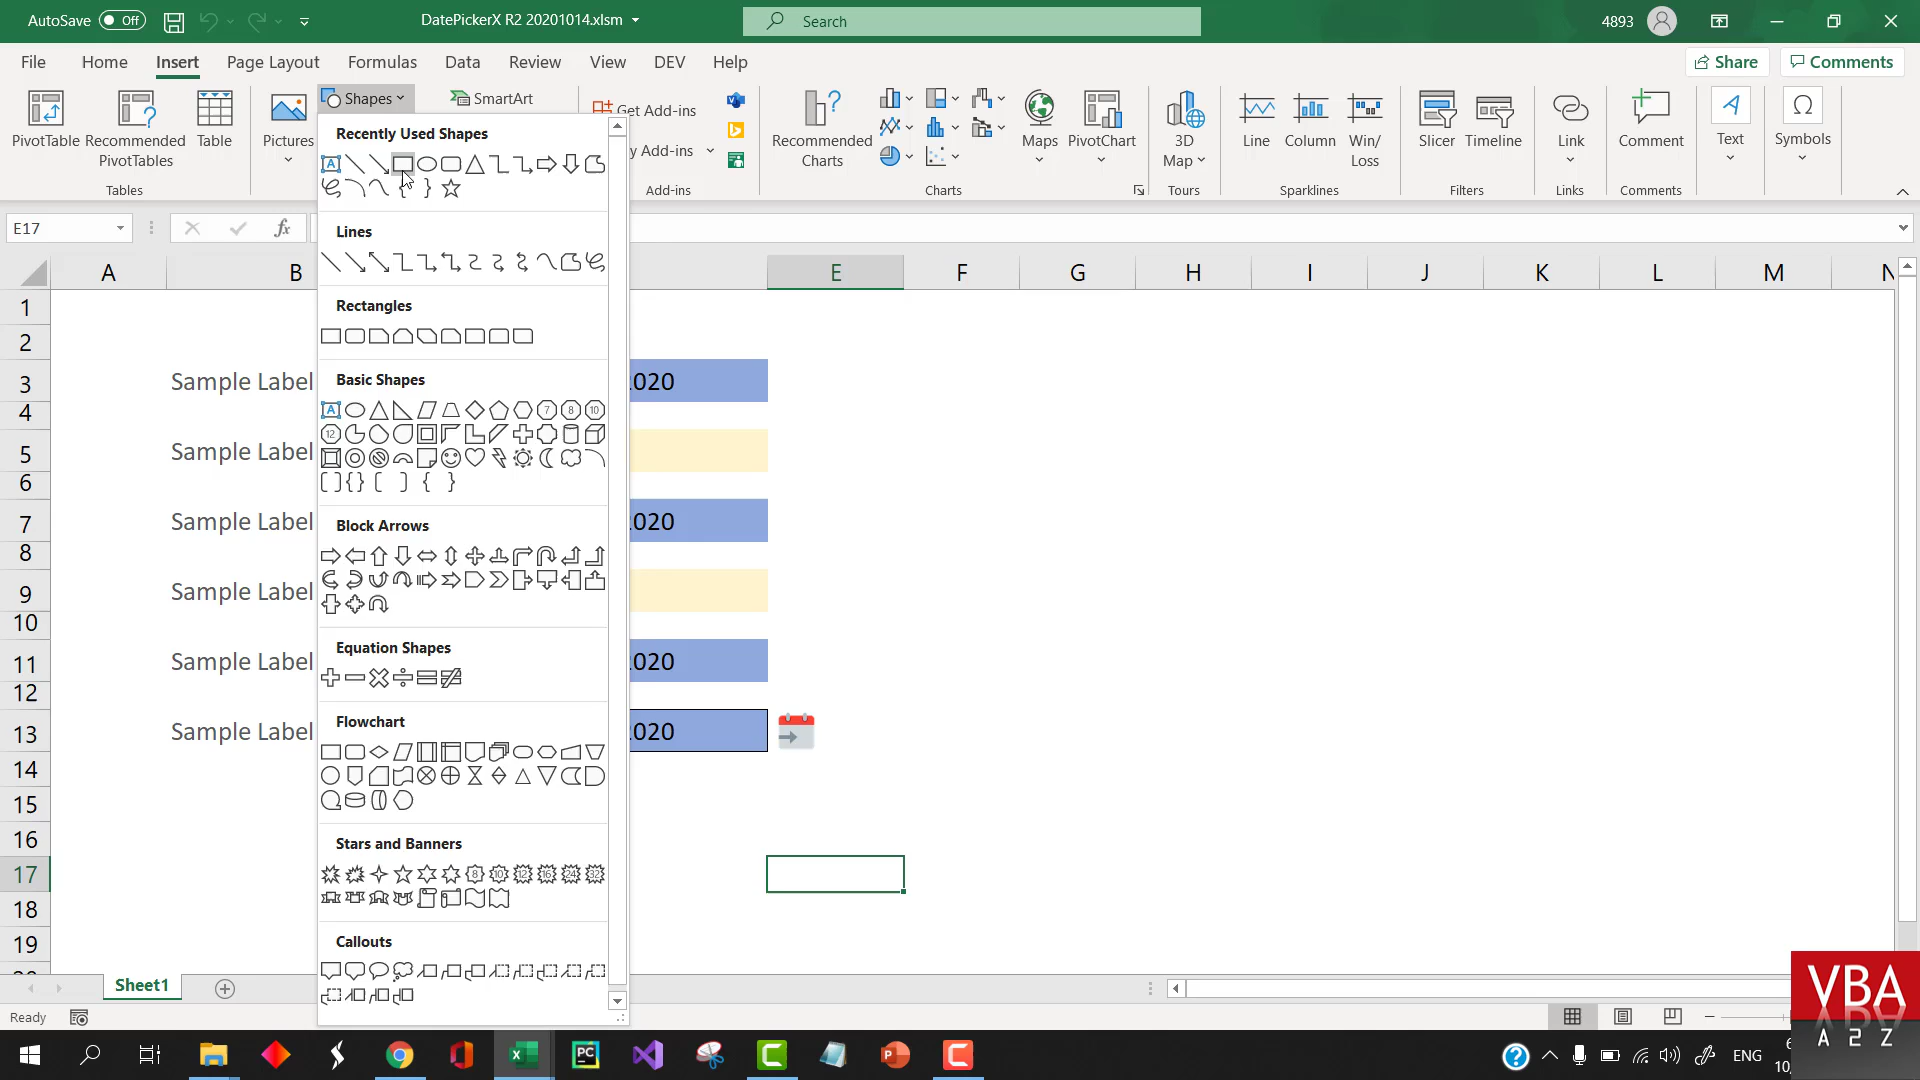 AutoSave Off DatePickerX R2 20201014.xlsm Search 4893
File Home Insert Page Layout Formulas Data Review View DEV Help Share Comments
PivotTable Recommended PivotTables Table Pictures Shapes SmartArt Get Add-ins y Add-ins Recommended Charts Maps PivotChart 3D Map Line Column Win/ Loss Slicer Timeline Link Comment Text Symbols
Tables Add-ins Charts Tours Sparklines Filters Links Comments
E17 fx
A B E F G H I J K L M N
Recently Used Shapes
Lines
Rectangles
Basic Shapes
Block Arrows
Equation Shapes
Flowchart
Stars and Banners
Callouts
1
2
3 Sample Label 2020
4
5 Sample Label
6
7 Sample Label 2020
8
9 Sample Label
10
11 Sample Label 2020
12
13 Sample Label 2020
14
15
16
17
18
19
Sheet1
Ready
ENG
VBA
A 2 Z